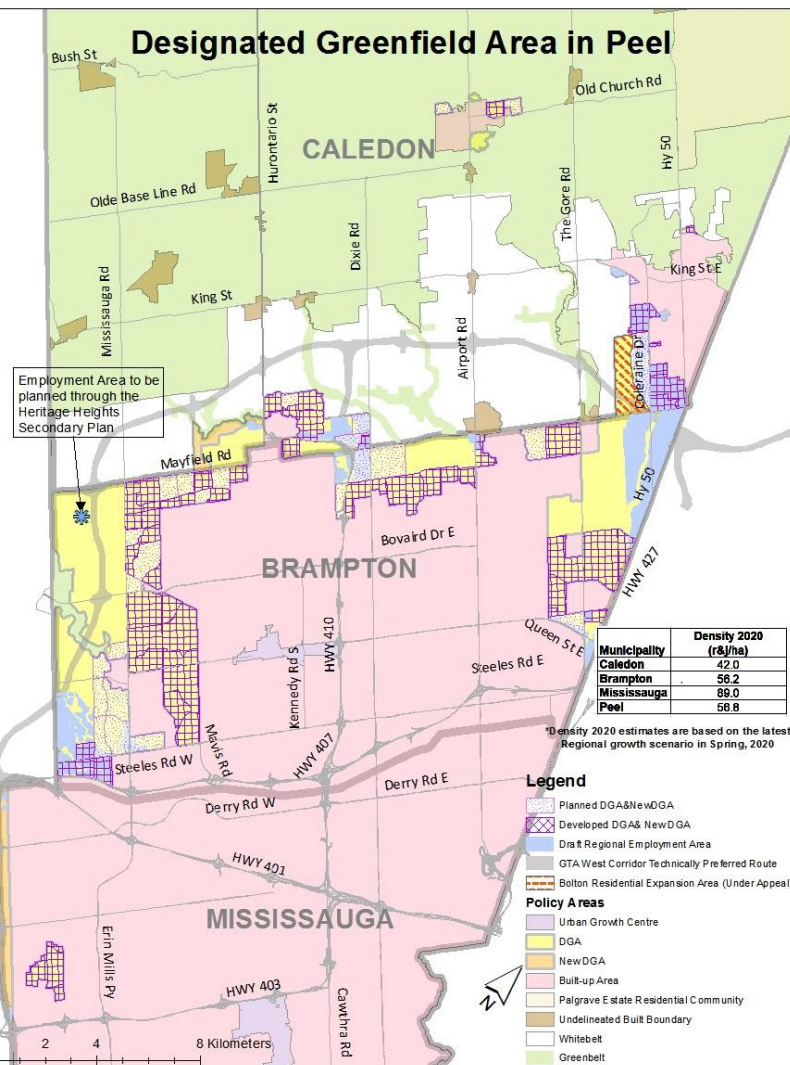 Designated Greenfield Area in Peel
Bush St
Old Church Rd
Hurontario St
CALEDON
Hy 50
The Gore Rd
Olde Base Line Rd
Dixie Rd
Mississauga Rd
King St E
King St
Airport Rd
Coleraine Dr
Employment Area to be
planned through the
Heritage Heights
Secondary Plan
Mayfield Rd
Hy 50
Bovaird Dr E
BRAMPTON
HWY 427
HWY 410
Queen St E
Kennedy Rd S
Steeles Rd E
Municipality Density 2020
(r&j/ha)
Caledon 42.0
Brampton 56.2
Mississauga 89.0
Peel 56.8
*Density 2020 estimates are based on the latest
Regional growth scenario in Spring, 2020
Mavis Rd
Steeles Rd W
HWY 407
Derry Rd W
Derry Rd E
HWY 401
MISSISSAUGA
Erin Mills Py
HWY 403
Cawthra Rd
N
2 4 8 Kilometers
Legend
Planned DGA&NewDGA
Developed DGA& NewDGA
Draft Regional Employment Area
GTA West Corridor Technically Preferred Route
Bolton Residential Expansion Area (Under Appeal)
Policy Areas
Urban Growth Centre
DGA
NewDGA
Built-up Area
Palgrave Estate Residential Community
Undelineated Built Boundary
Whitebelt
Greenbelt